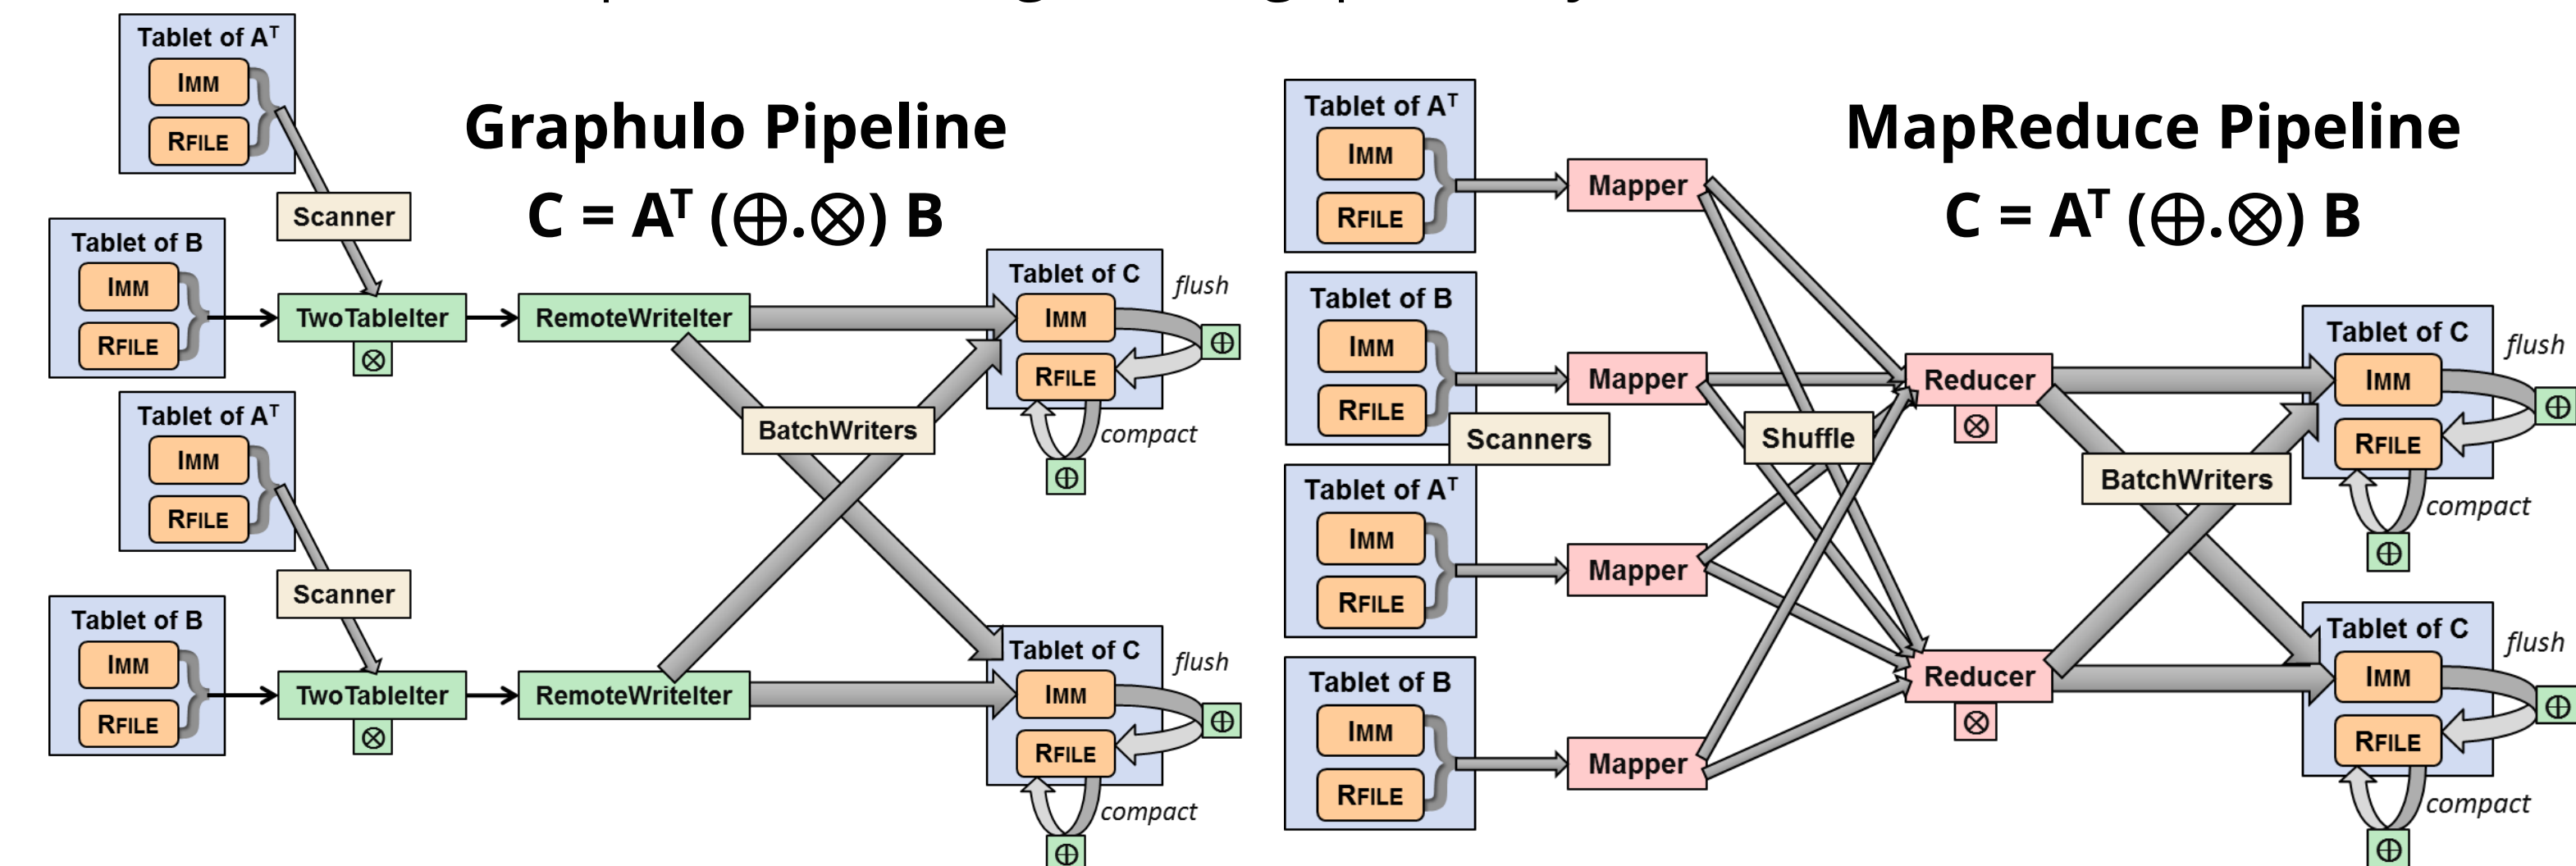 Graphulo Pipeline
C = Aᵀ (⊕.⊗) B
Tablet of Aᵀ
IMM
RFILE
Scanner
Tablet of B
IMM
RFILE
TwoTableIter
⊗
RemoteWriteIter
Tablet of C
IMM
RFILE
flush
⊕
compact
⊕
BatchWriters
Tablet of Aᵀ
IMM
RFILE
Scanner
Tablet of B
IMM
RFILE
TwoTableIter
⊗
RemoteWriteIter
Tablet of C
IMM
RFILE
flush
⊕
compact
⊕
MapReduce Pipeline
C = Aᵀ (⊕.⊗) B
Tablet of Aᵀ
IMM
RFILE
Mapper
Tablet of B
IMM
RFILE
Mapper
Scanners
Shuffle
Tablet of Aᵀ
IMM
RFILE
Mapper
Tablet of B
IMM
RFILE
Mapper
Reducer
⊗
Reducer
⊗
BatchWriters
Tablet of C
IMM
RFILE
flush
⊕
compact
⊕
Tablet of C
IMM
RFILE
flush
⊕
compact
⊕